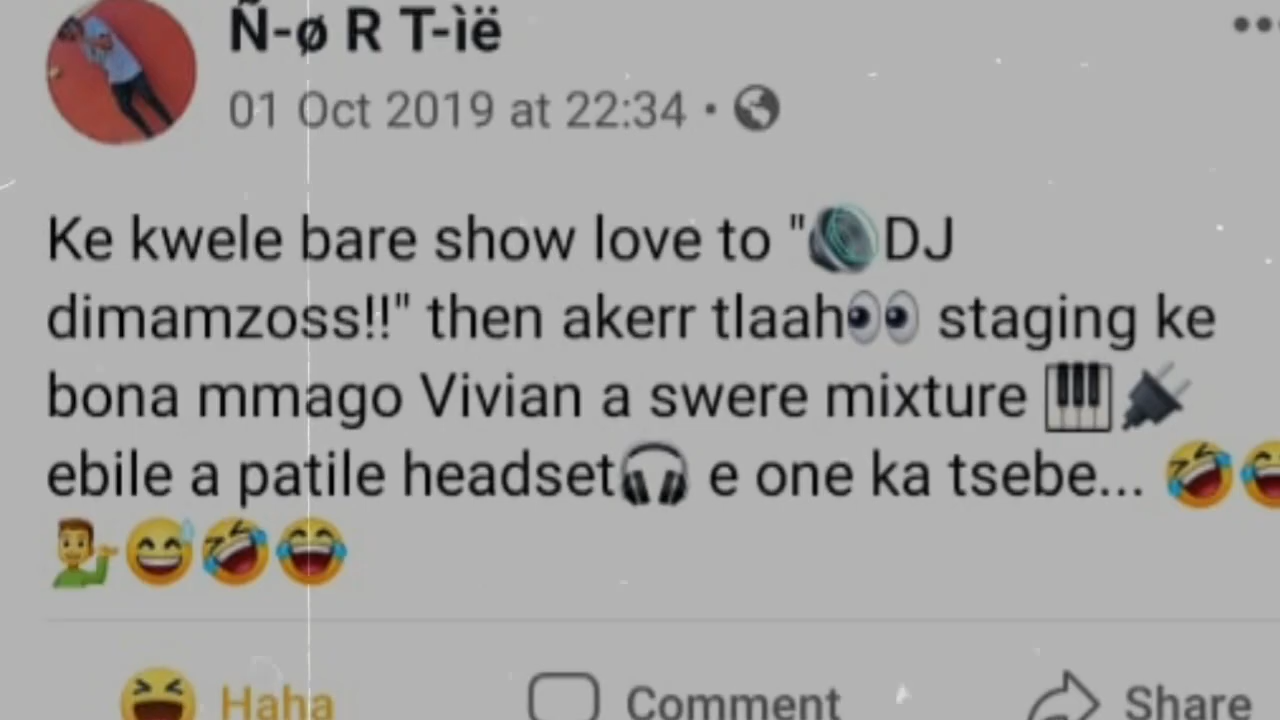 Ñ-ø R T-ìë
01 Oct 2019 at 22:34 •
Ke kwele bare show love to "🔊DJ
dimamzoss!!" then akerr tlaah👀 staging ke
bona mmago Vivian a swere mixture 🎹🔌
ebile a patile headset🎧 e one ka tsebe... 🤣😂
💁‍♂️😅🤣😂
Haha Comment Share